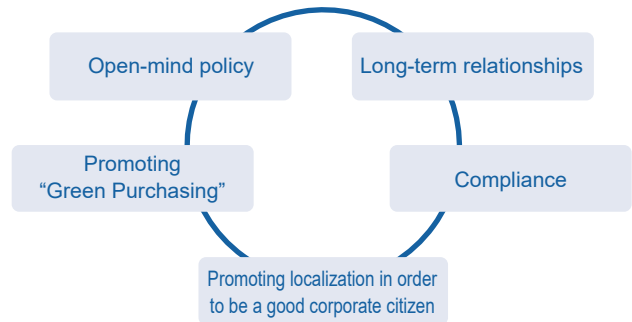 Open-mind policy
Long-term relationships
Promoting
“Green Purchasing”
Compliance
Promoting localization in order
to be a good corporate citizen